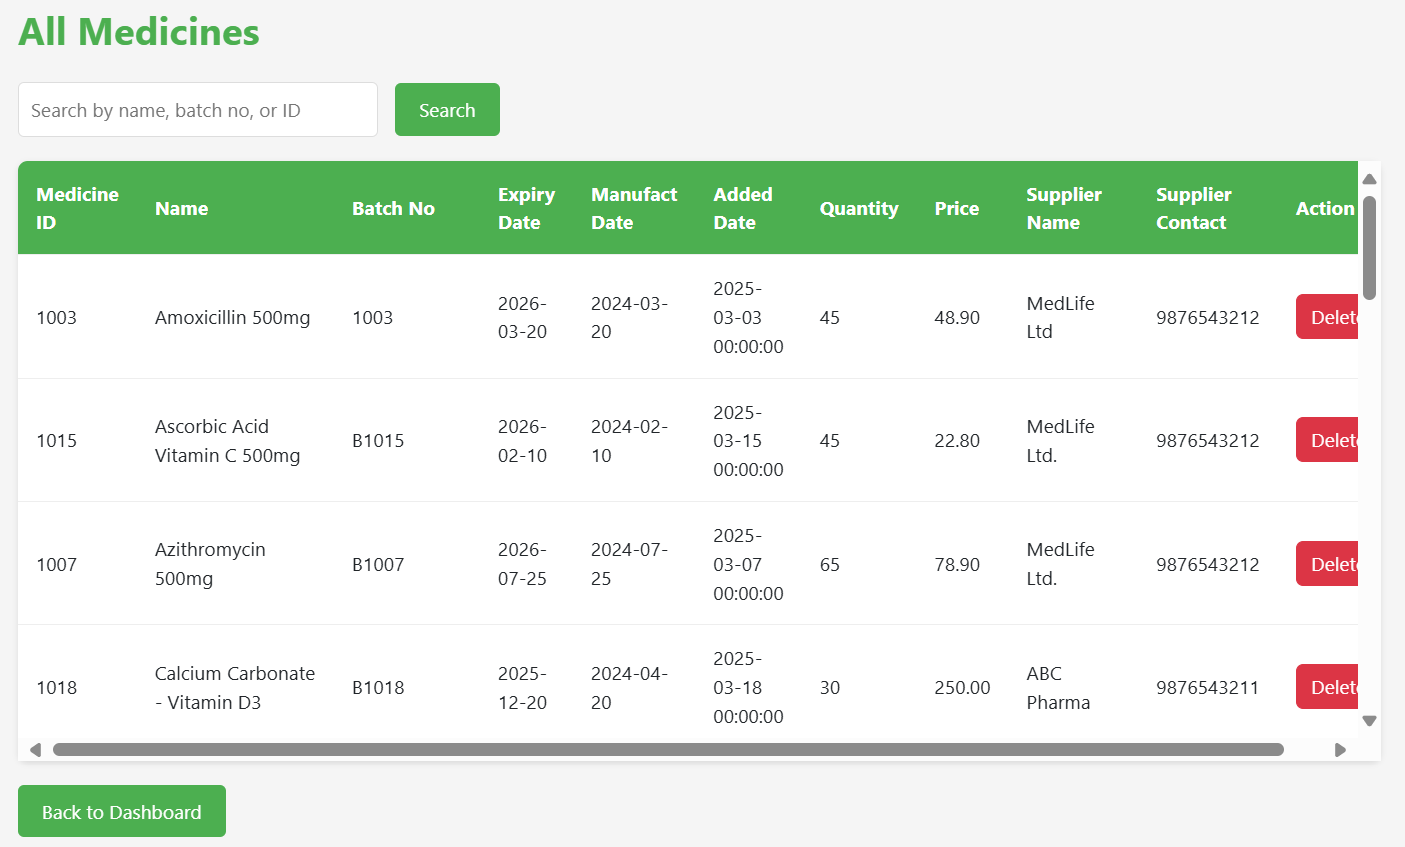 All Medicines
Search by name, batch no, or ID
Search
Medicine ID Name Batch No Expiry Date Manufact Date Added Date Quantity Price Supplier Name Supplier Contact Action
1003 Amoxicillin 500mg 1003 2026-03-20 2024-03-20 2025-03-03 00:00:00 45 48.90 MedLife Ltd 9876543212 Delete
1015 Ascorbic Acid Vitamin C 500mg B1015 2026-02-10 2024-02-10 2025-03-15 00:00:00 45 22.80 MedLife Ltd. 9876543212 Delete
1007 Azithromycin 500mg B1007 2026-07-25 2024-07-25 2025-03-07 00:00:00 65 78.90 MedLife Ltd. 9876543212 Delete
1018 Calcium Carbonate - Vitamin D3 B1018 2025-12-20 2024-04-20 2025-03-18 00:00:00 30 250.00 ABC Pharma 9876543211 Delete
Back to Dashboard